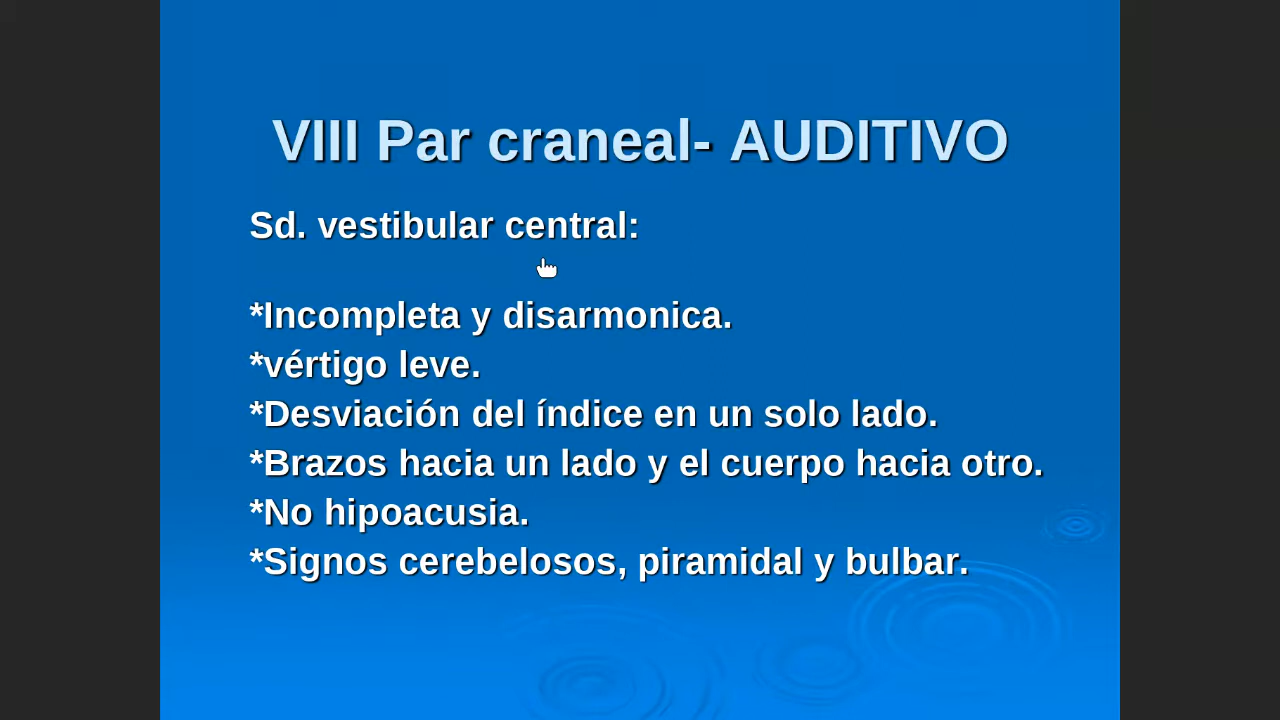 VIII Par craneal- AUDITIVO
Sd. vestibular central:
*Incompleta y disarmonica.
*vértigo leve.
*Desviación del índice en un solo lado.
*Brazos hacia un lado y el cuerpo hacia otro.
*No hipoacusia.
*Signos cerebelosos, piramidal y bulbar.